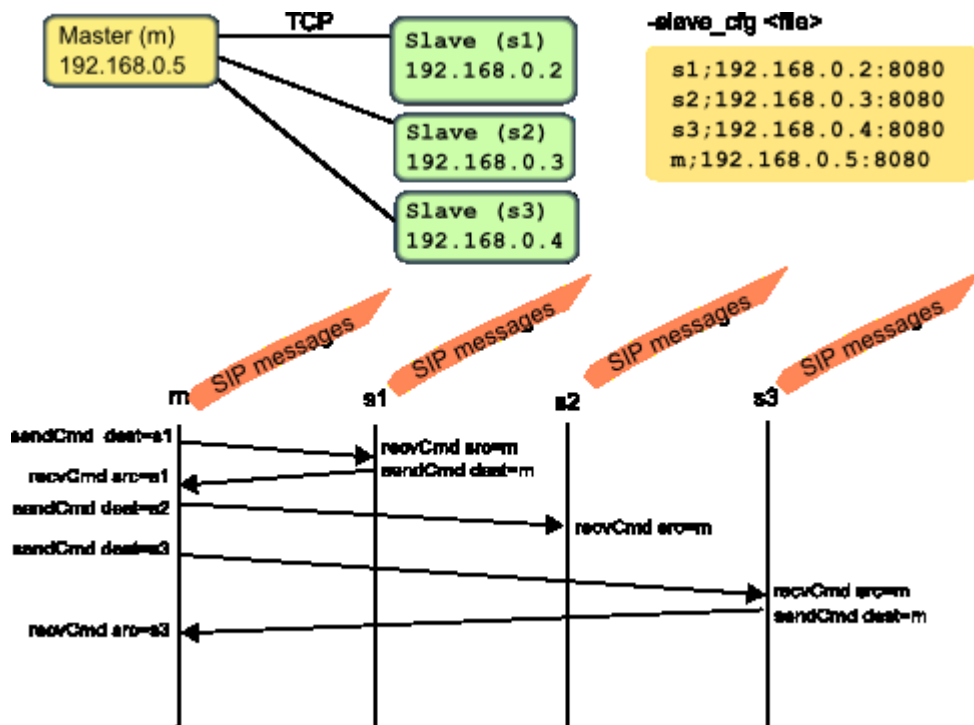 Master (m)
192.168.0.5
TCP
Slave (s1)
192.168.0.2
Slave (s2)
192.168.0.3
Slave (s3)
192.168.0.4
-slave_cfg <file>
s1;192.168.0.2:8080
s2;192.168.0.3:8080
s3;192.168.0.4:8080
m;192.168.0.5:8080
SIP messages
SIP messages
SIP messages
SIP messages
m
s1
s2
s3
sendCmd dest=s1
recvCmd src=m
sendCmd dest=m
recvCmd src=s1
sendCmd dest=s2
recvCmd src=m
sendCmd dest=s3
recvCmd src=m
sendCmd dest=m
recvCmd src=s3